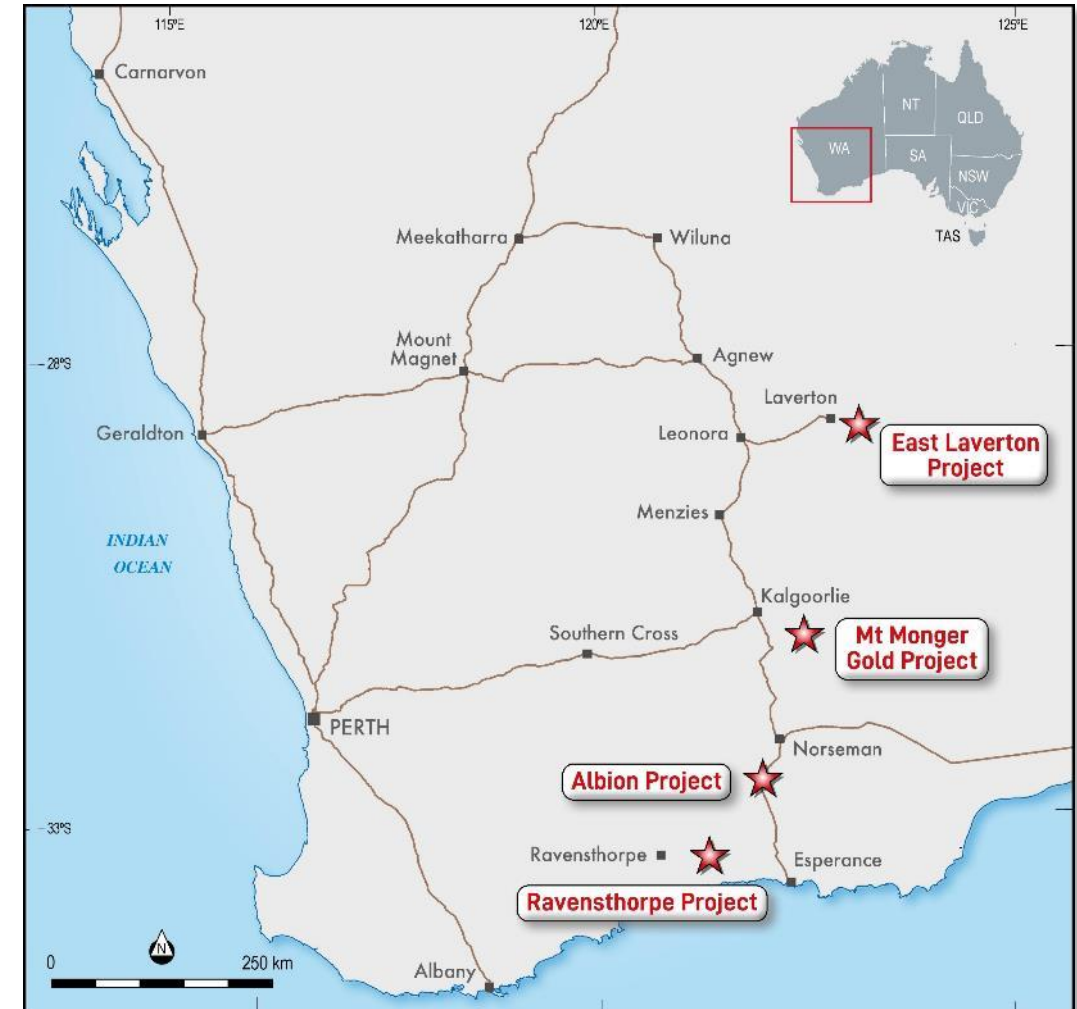 115°E
120°E
125°E
Carnarvon
NT
QLD
WA
SA
NSW
VIC
TAS
Meekatharra
Wiluna
Mount
Magnet
Agnew
28°S
Laverton
Geraldton
Leonora
East Laverton
Project
Menzies
INDIAN
OCEAN
Kalgoorlie
Southern Cross
Mt Monger
Gold Project
PERTH
Norseman
Albion Project
33°S
Ravensthorpe
Esperance
Ravensthorpe Project
N
0
250 km
Albany